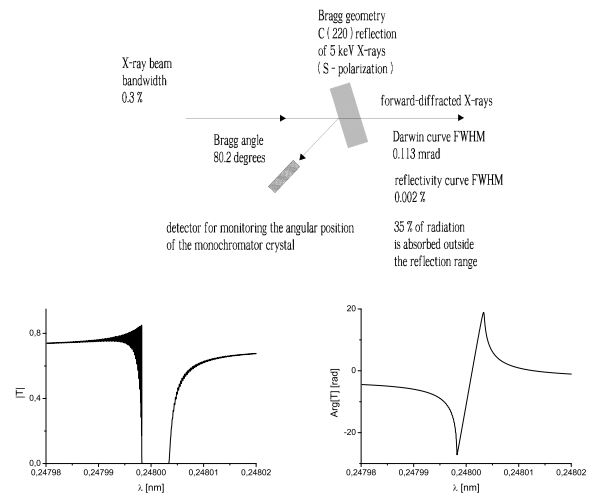 Bragg geometry
C ( 220 ) reflection
of 5 keV X-rays
( S - polarization )
X-ray beam
bandwidth
0.3 %
forward-diffracted X-rays
Bragg angle
80.2 degrees
Darwin curve FWHM
0.113 mrad
reflectivity curve FWHM
0.002 %
detector for monitoring the angular position
of the monochromator crystal
35 % of radiation
is absorbed outside
the reflection range
|T|
0,8
0,4
0,0
0,24798
0,24799
0,24800
0,24801
0,24802
λ [nm]
Arg[T] [rad]
20
0
-20
0,24798
0,24799
0,24800
0,24801
0,24802
λ [nm]